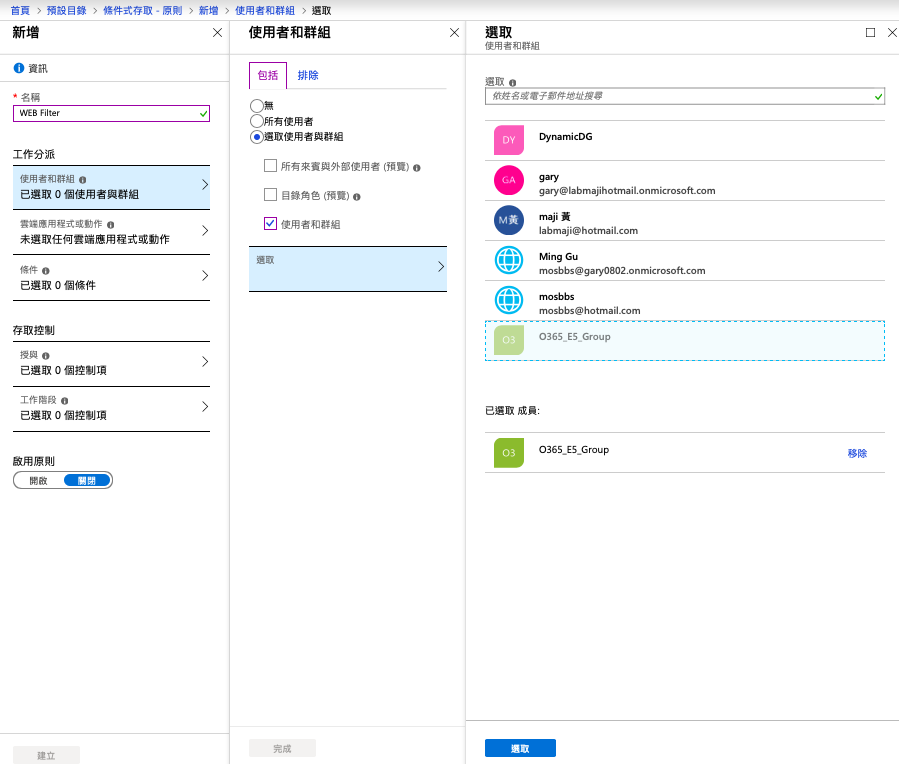 首頁 > 預設目錄 > 條件式存取 - 原則 > 新增 > 使用者和群組 > 選取
新增
資訊
* 名稱
WEB Filter
工作分派
使用者和群組
已選取 0 個使用者與群組
雲端應用程式或動作
未選取任何雲端應用程式或動作
條件
已選取 0 個條件
存取控制
授與
已選取 0 個控制項
工作階段
已選取 0 個控制項
啟用原則
開啟 關閉
建立
使用者和群組
包括 排除
無
所有使用者
選取使用者與群組
所有來賓與外部使用者 (預覽)
目錄角色 (預覽)
使用者和群組
選取
完成
選取
使用者和群組
選取
依姓名或電子郵件地址搜尋
DY DynamicDG
GA gary
gary@labmajihotmail.onmicrosoft.com
M黃 maji 黃
labmaji@hotmail.com
Ming Gu
mosbbs@gary0802.onmicrosoft.com
mosbbs
mosbbs@hotmail.com
O3 O365_E5_Group
已選取 成員:
O3 O365_E5_Group 移除
選取